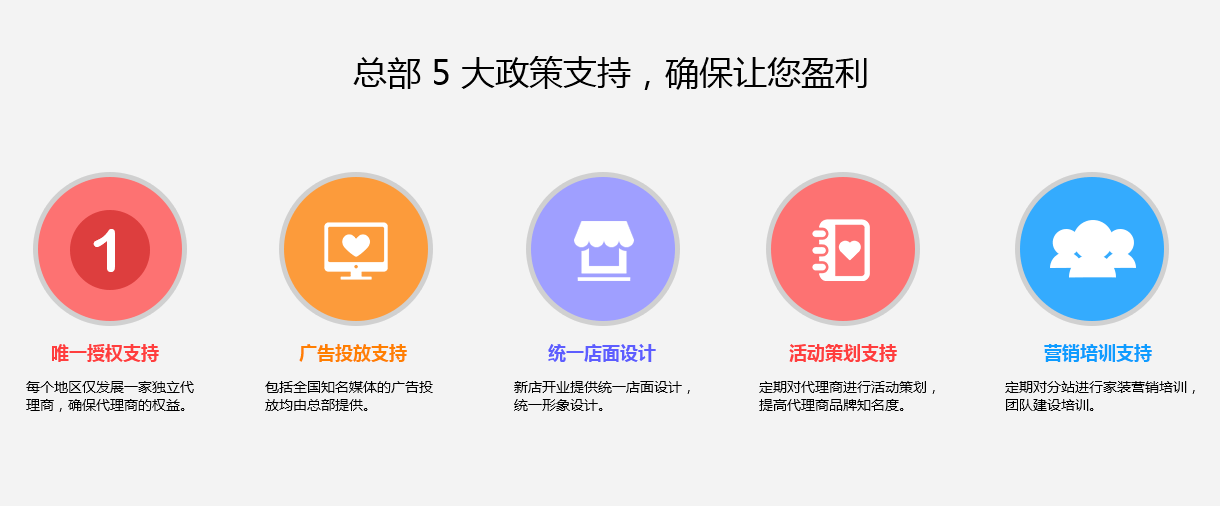 总部 5 大政策支持，确保让您盈利
1
唯一授权支持
每个地区仅发展一家独立代
理商，确保代理商的权益。
广告投放支持
包括全国知名媒体的广告投
放均由总部提供。
统一店面设计
新店开业提供统一店面设计，
统一形象设计。
活动策划支持
定期对代理商进行活动策划，
提高代理商品牌知名度。
营销培训支持
定期对分站进行家装营销培训，
团队建设培训。